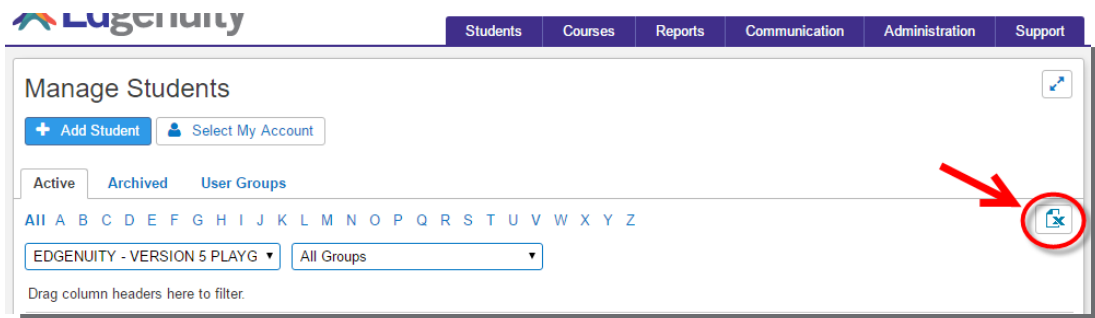 Edgenuity
Students Courses Reports Communication Administration Support
Manage Students
Add Student Select My Account
Active Archived User Groups
All A B C D E F G H I J K L M N O P Q R S T U V W X Y Z
EDGENUITY - VERSION 5 PLAYG All Groups
Drag column headers here to filter.